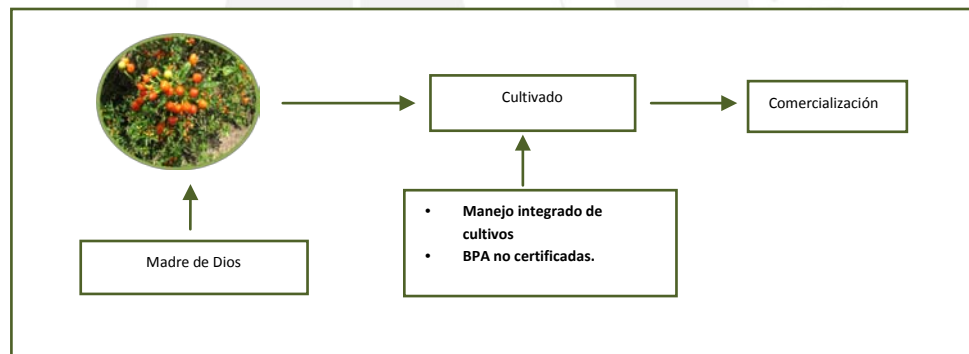 Cultivado
Comercialización
Madre de Dios
• Manejo integrado de
cultivos
• BPA no certificadas.